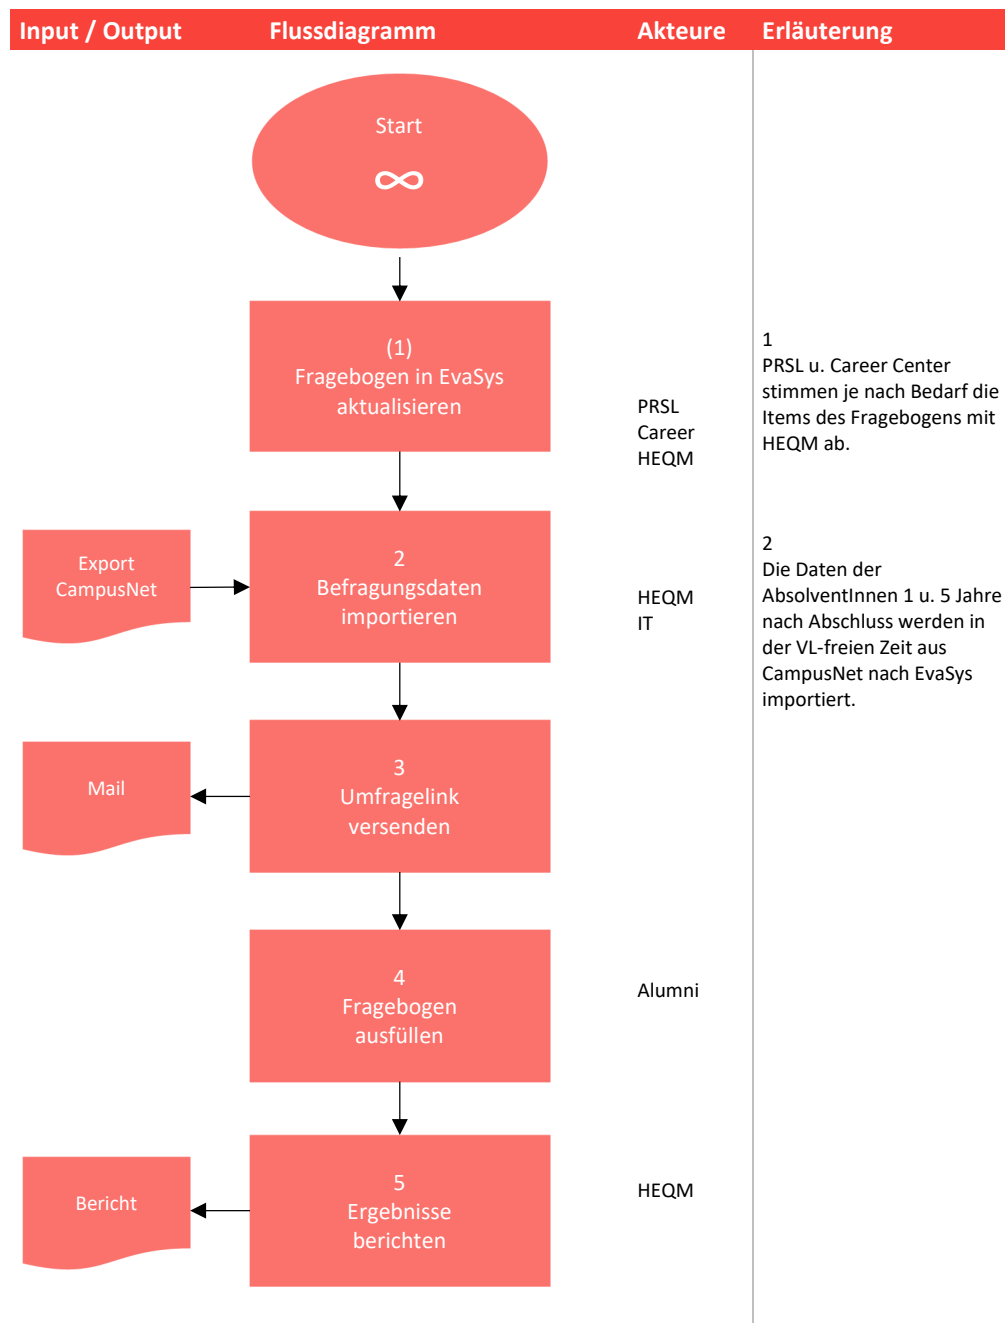 Input / Output Flussdiagramm Akteure Erläuterung
Start
∞
(1)
Fragebogen in EvaSys
aktualisieren
PRSL
Career
HEQM
1
PRSL u. Career Center
stimmen je nach Bedarf die
Items des Fragebogens mit
HEQM ab.
Export
CampusNet
2
Befragungsdaten
importieren
HEQM
IT
2
Die Daten der
AbsolventInnen 1 u. 5 Jahre
nach Abschluss werden in
der VL-freien Zeit aus
CampusNet nach EvaSys
importiert.
Mail
3
Umfragelink
versenden
4
Fragebogen
ausfüllen
Alumni
Bericht
5
Ergebnisse
berichten
HEQM